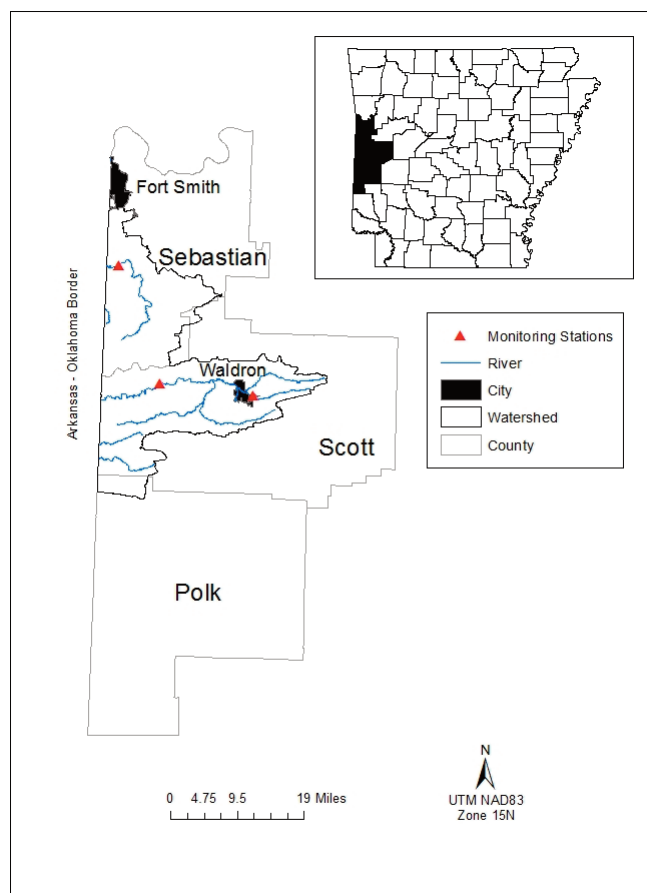 Fort Smith
Sebastian
Arkansas - Oklahoma Border
Waldron
Scott
Polk
Monitoring Stations
River
City
Watershed
County
0 4.75 9.5 19 Miles
N
UTM NAD83
Zone 15N